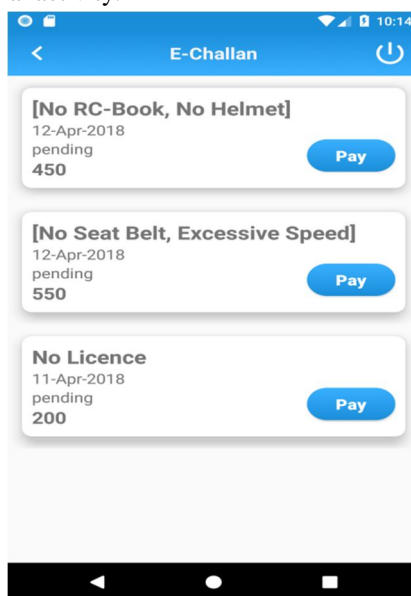 10:14
E-Challan
[No RC-Book, No Helmet]
12-Apr-2018
pending
450
Pay
[No Seat Belt, Excessive Speed]
12-Apr-2018
pending
550
Pay
No Licence
11-Apr-2018
pending
200
Pay